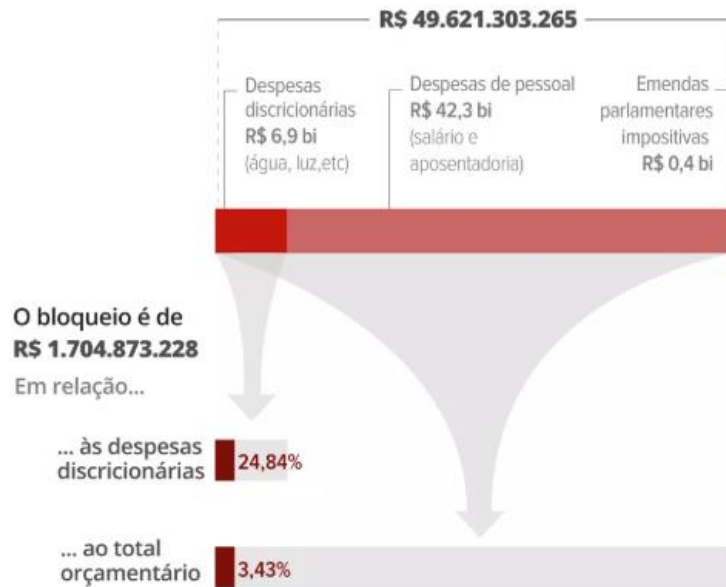 R$ 49.621.303.265
Despesas
discricionárias
R$ 6,9 bi
(água, luz,etc)
Despesas de pessoal
R$ 42,3 bi
(salário e
aposentadoria)
Emendas
parlamentares
impositivas
R$ 0,4 bi
O bloqueio é de
R$ 1.704.873.228
Em relação...
... às despesas
discricionárias
24,84%
... ao total
orçamentário
3,43%